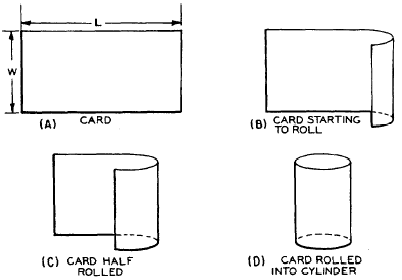 L
W
(A) CARD
(B) CARD STARTING
TO ROLL
(C) CARD HALF
ROLLED
(D) CARD ROLLED
INTO CYLINDER